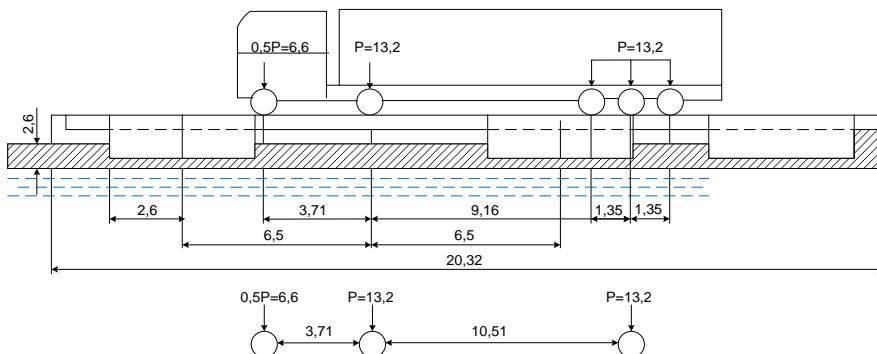 0,5P=6,6 P=13,2 P=13,2
2,6
2,6 3,71 9,16 1,35 1,35
6,5 6,5
20,32
0,5P=6,6 P=13,2 P=13,2
3,71 10,51